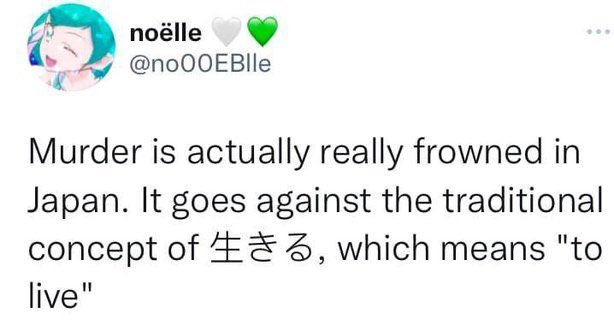 noëlle 🤍💚
@no00EBlle
Murder is actually really frowned in
Japan. It goes against the traditional
concept of 生きる, which means "to
live"